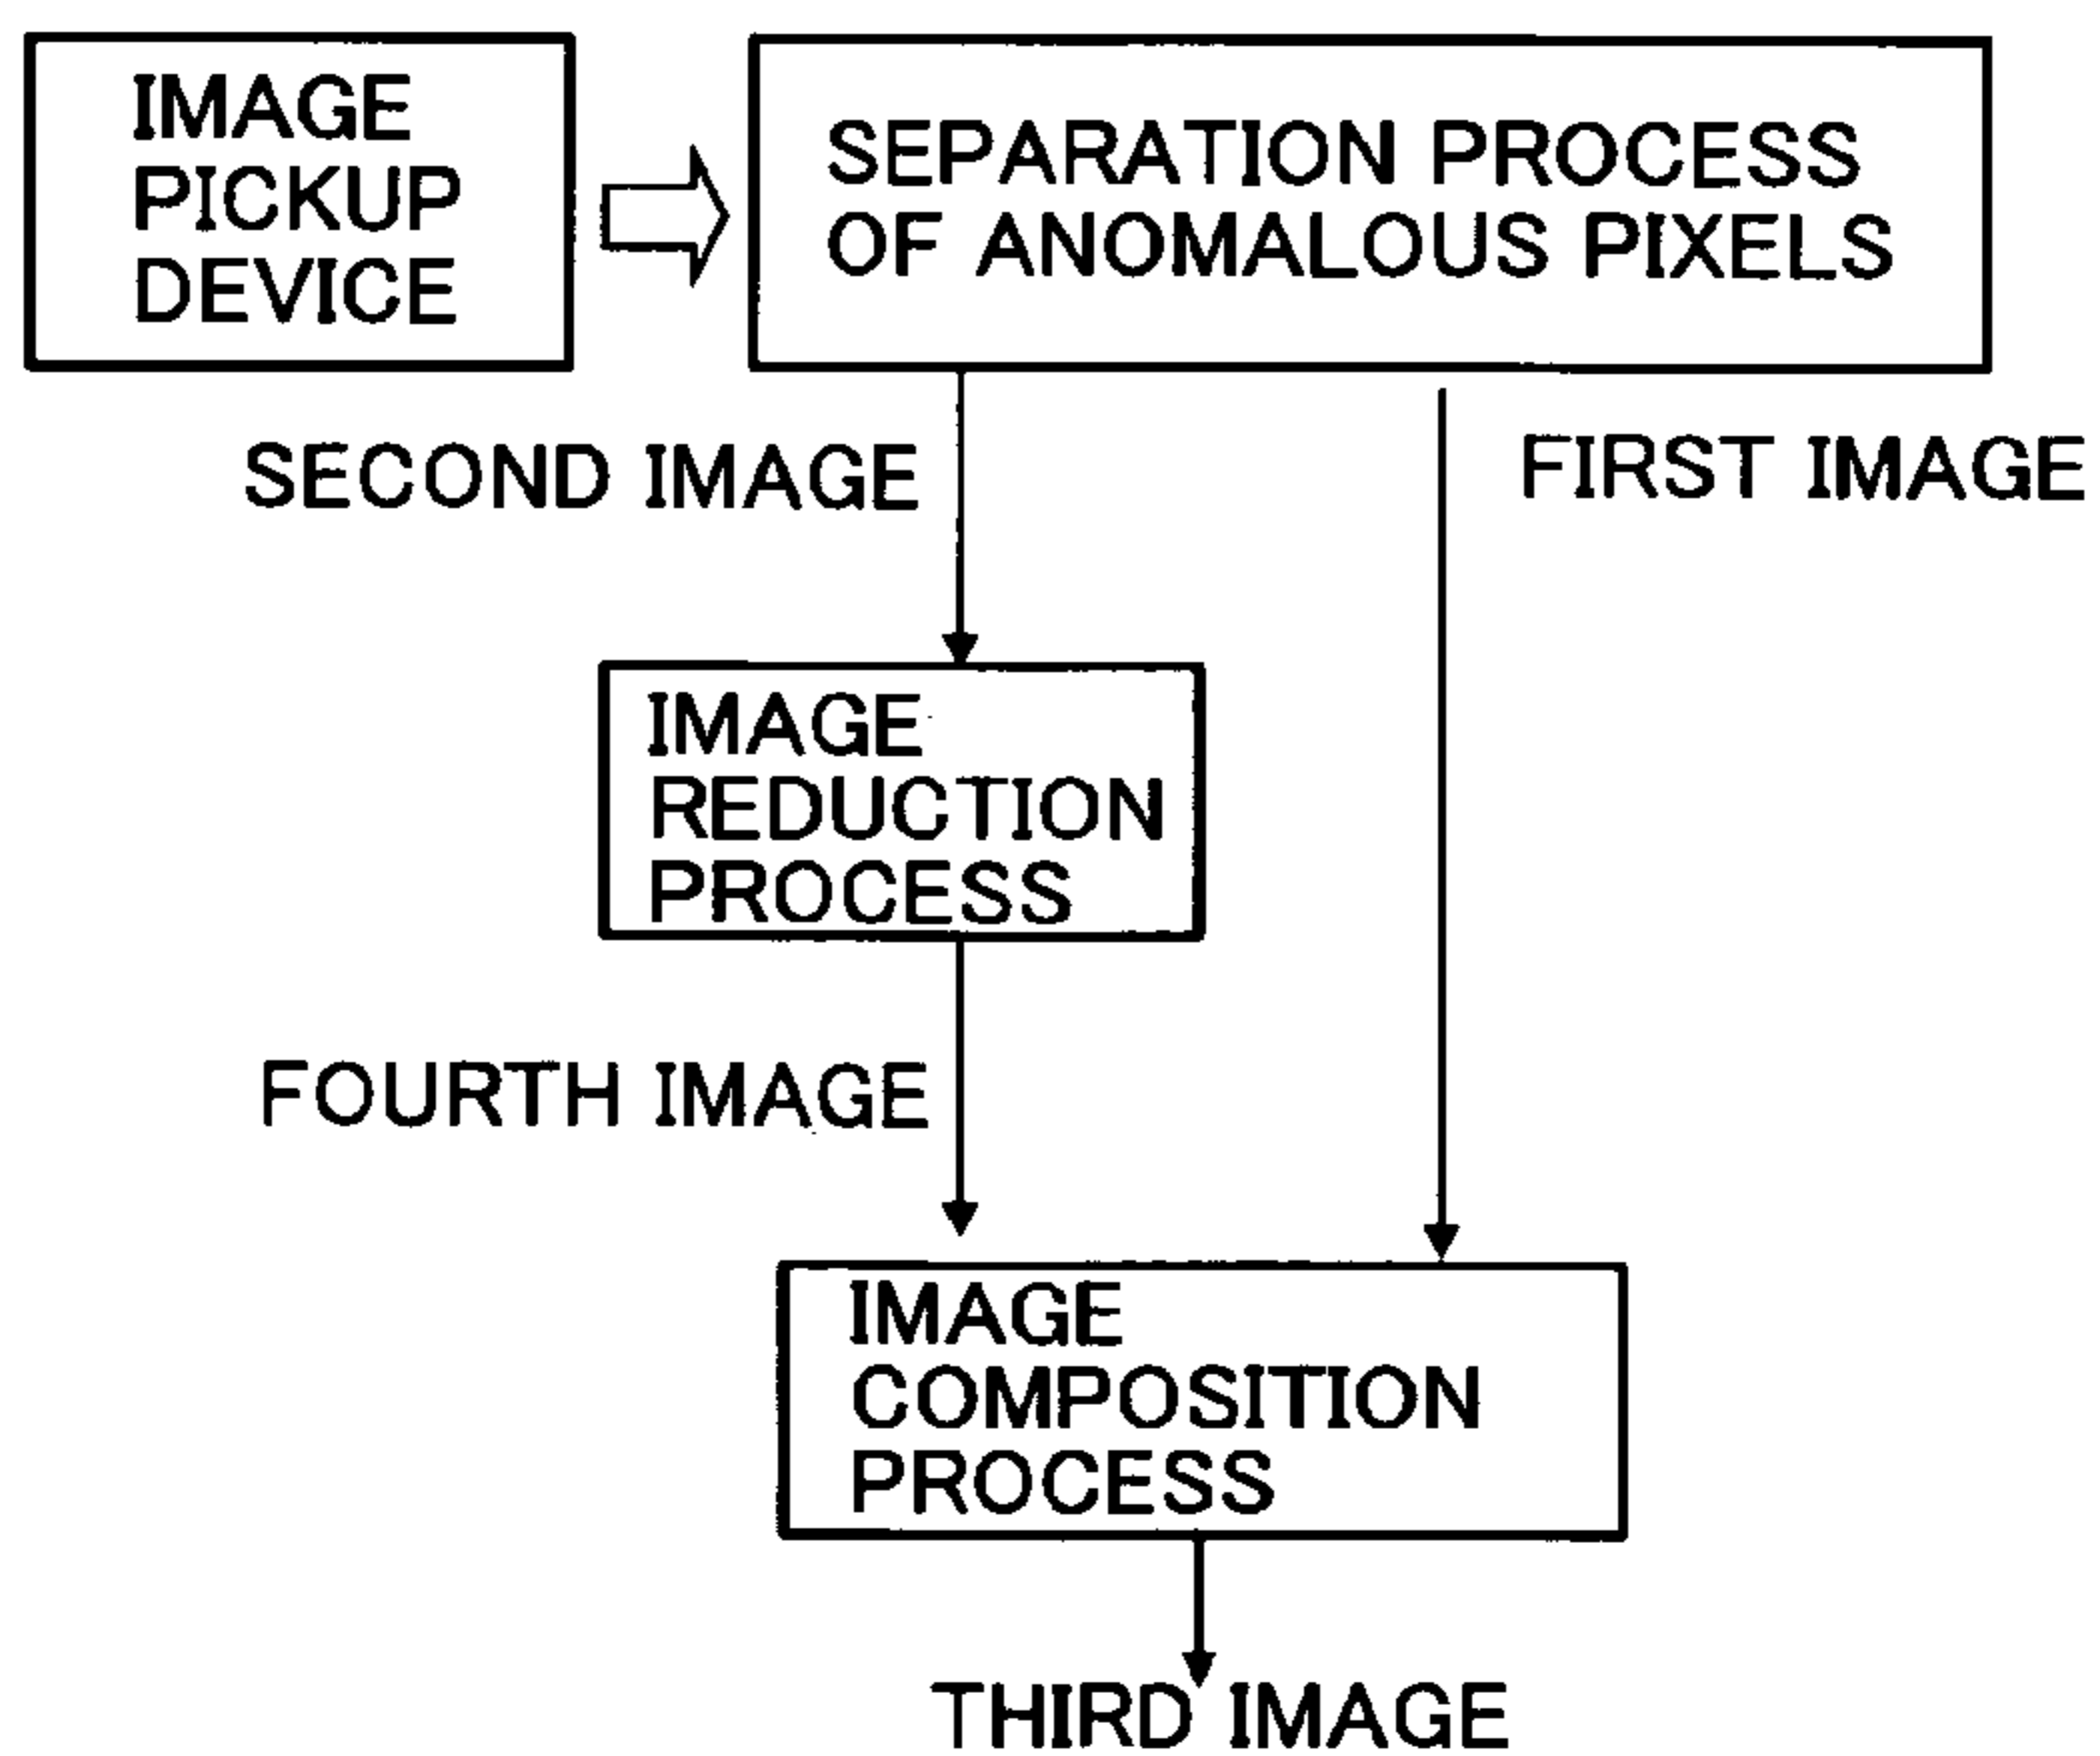 IMAGE
PICKUP
DEVICE
SEPARATION PROCESS
OF ANOMALOUS PIXELS
SECOND IMAGE
FIRST IMAGE
IMAGE
REDUCTION
PROCESS
FOURTH IMAGE
IMAGE
COMPOSITION
PROCESS
THIRD IMAGE